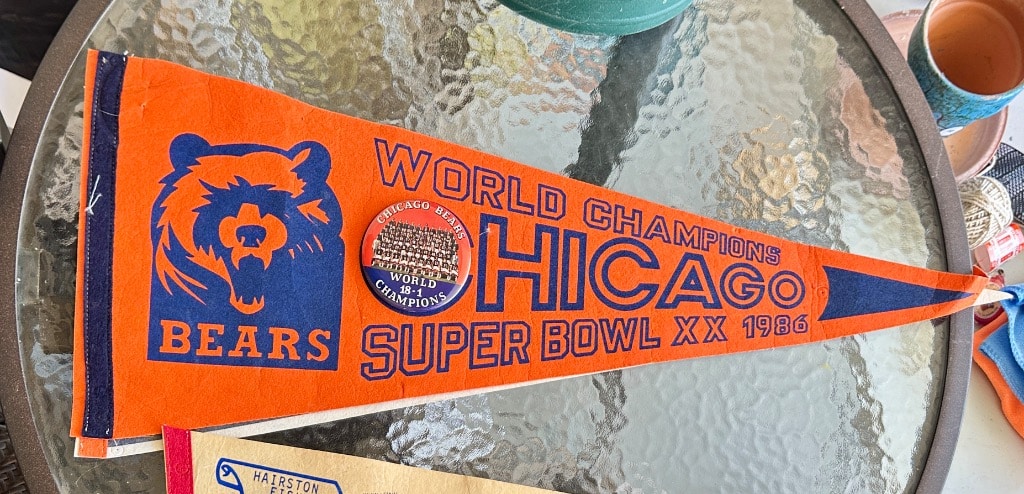 BEARS
WORLD CHAMPIONS
CHICAGO
SUPER BOWL XX 1986
CHICAGO BEARS
WORLD
18-1
CHAMPIONS
HAIRSTON